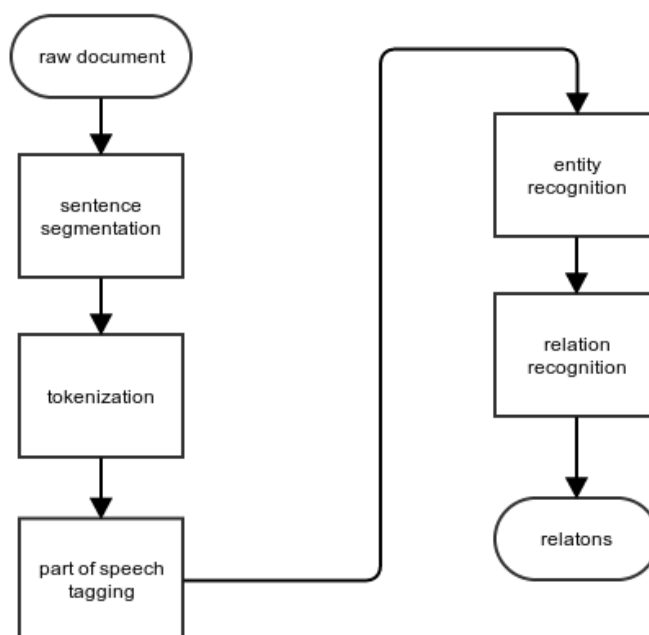 raw document
sentence
segmentation
tokenization
part of speech
tagging
entity
recognition
relation
recognition
relatons